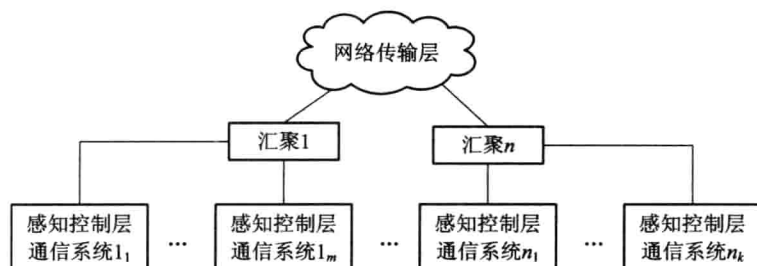 网络传输层
汇聚1
汇聚n
感知控制层
通信系统1₁
...
感知控制层
通信系统1ₘ
...
感知控制层
通信系统n₁
...
感知控制层
通信系统nₖ